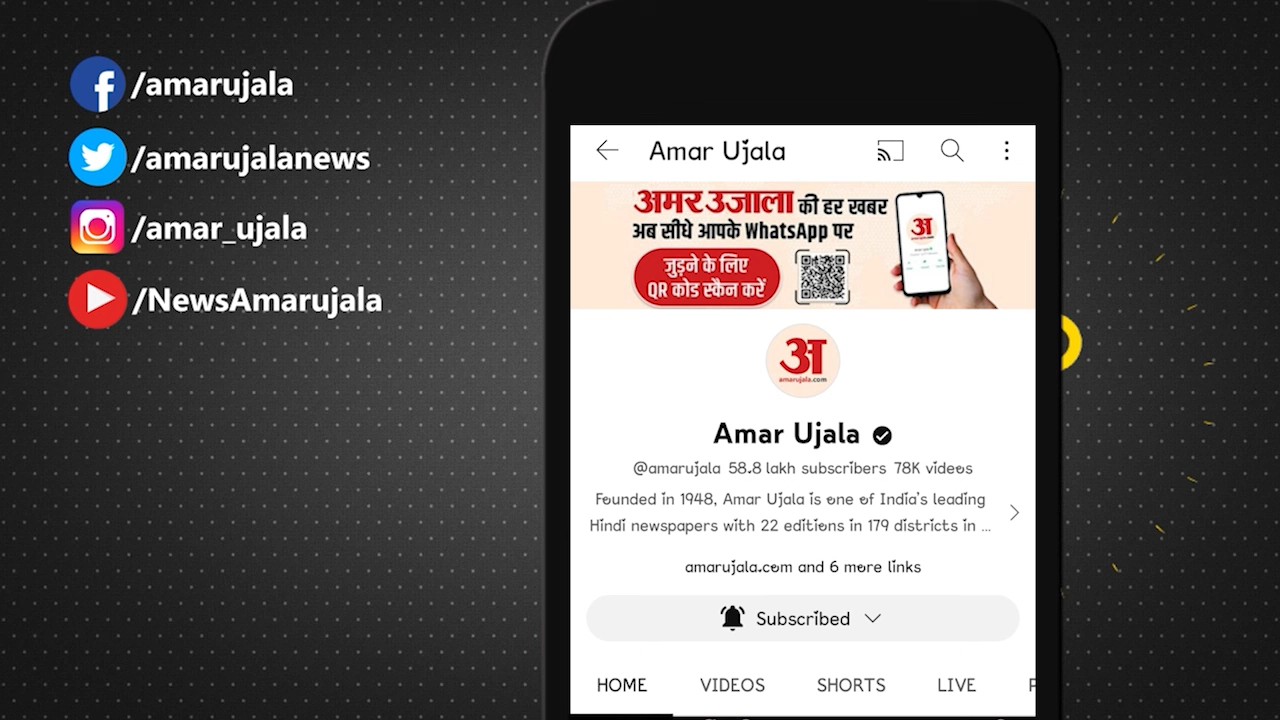 /amarujala
/amarujalanews
/amar_ujala
/NewsAmarujala
Amar Ujala
अमर उजाला की हर खबर
अब सीधे आपके WhatsApp पर
जुड़ने के लिए
QR कोड स्कैन करें
अ
अ
amarujala.com
Amar Ujala
@amarujala 58.8 lakh subscribers 78K videos
Founded in 1948, Amar Ujala is one of India's leading
Hindi newspapers with 22 editions in 179 districts in ...
amarujala.com and 6 more links
Subscribed
HOME VIDEOS SHORTS LIVE